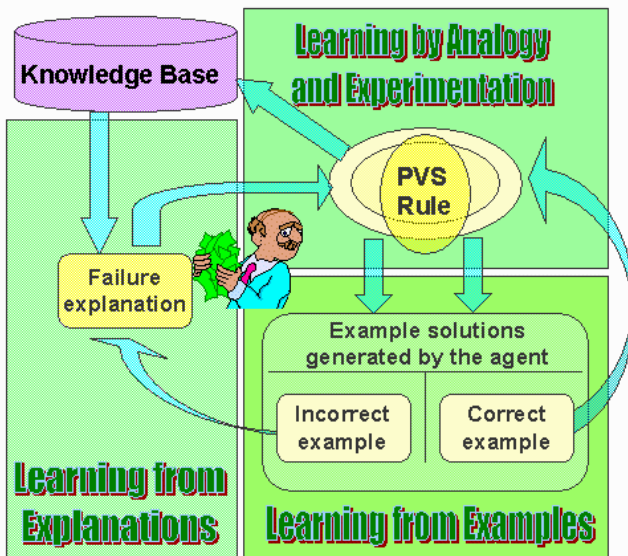 Knowledge Base
Learning by Analogy
and Experimentation
PVS
Rule
Failure
explanation
Example solutions
generated by the agent
Incorrect
example
Correct
example
Learning from
Explanations
Learning from Examples